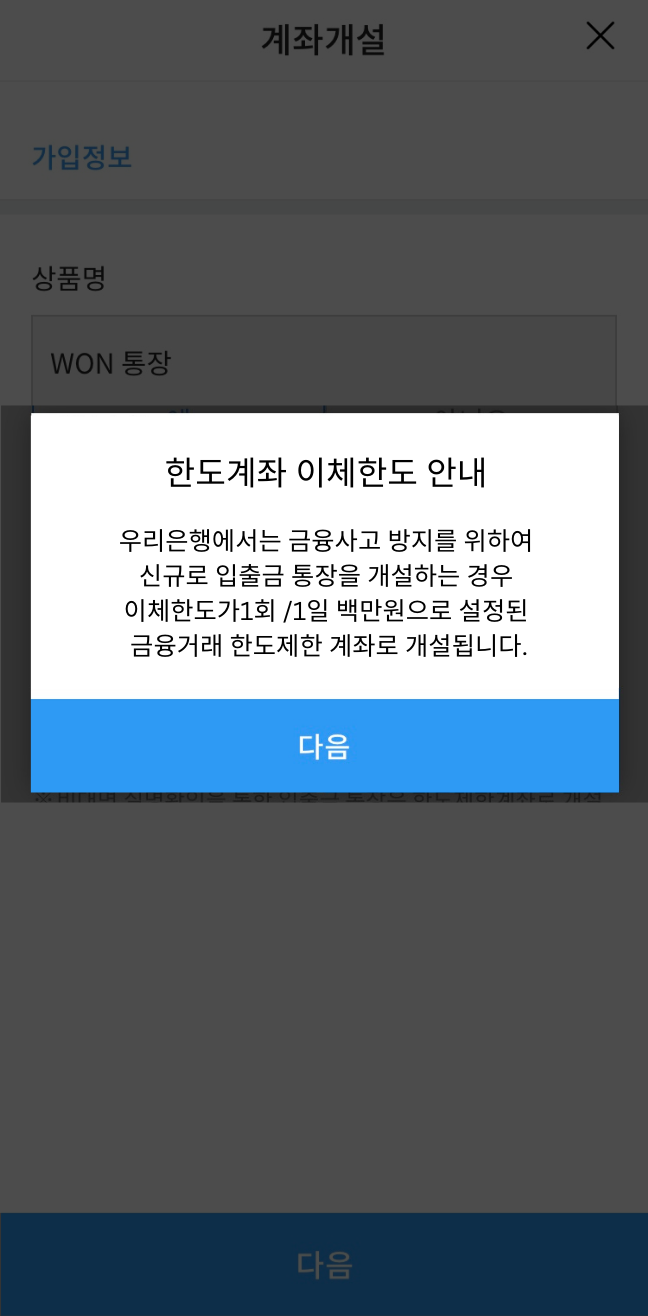 계좌개설
가입정보
상품명
WON 통장
한도계좌 이체한도 안내
우리은행에서는 금융사고 방지를 위하여
신규로 입출금 통장을 개설하는 경우
이체한도가1회 /1일 백만원으로 설정된
금융거래 한도제한 계좌로 개설됩니다.
다음
다음